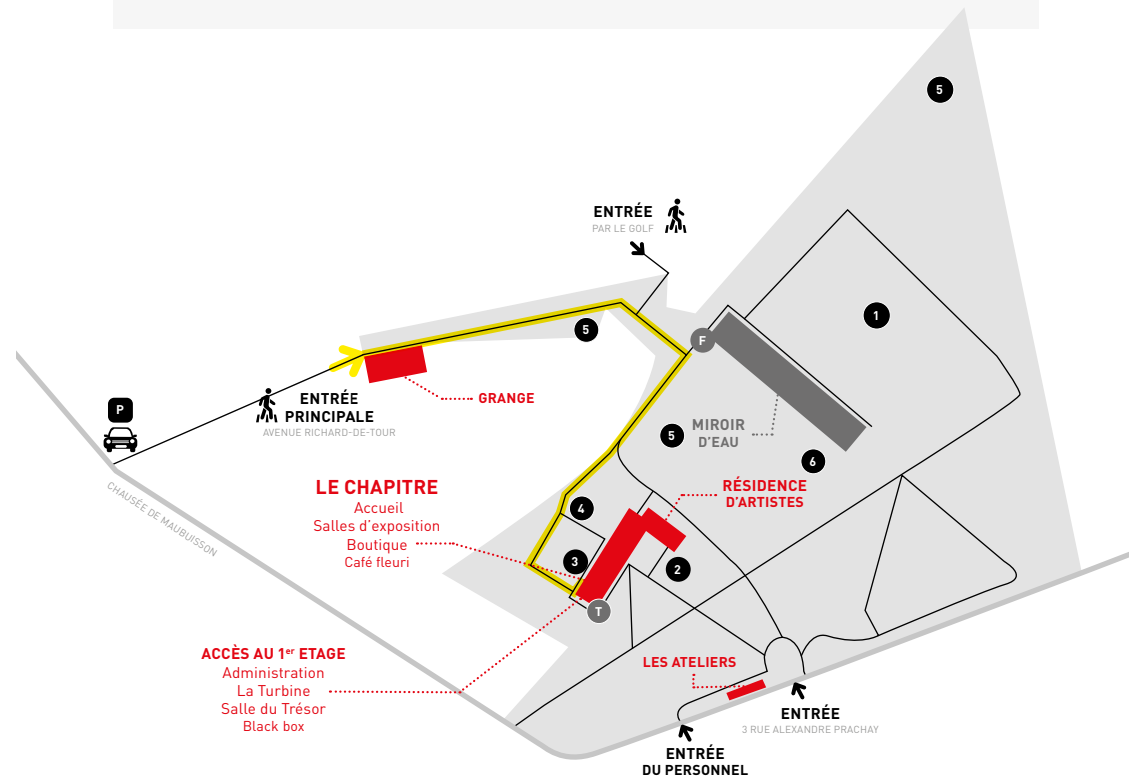 5
ENTRÉE
PAR LE GOLF
1
5
F
GRANGE
ENTRÉE
PRINCIPALE
AVENUE RICHARD-DE-TOUR
P
CHAUSÉE DE MAUBUISSON
5
MIROIR
D'EAU
6
LE CHAPITRE
Accueil
Salles d'exposition
Boutique
Café fleuri
RÉSIDENCE
D'ARTISTES
4
3
2
T
ACCÈS AU 1er ETAGE
Administration
La Turbine
Salle du Trésor
Black box
LES ATELIERS
ENTRÉE
3 RUE ALEXANDRE PRACHAY
ENTRÉE
DU PERSONNEL